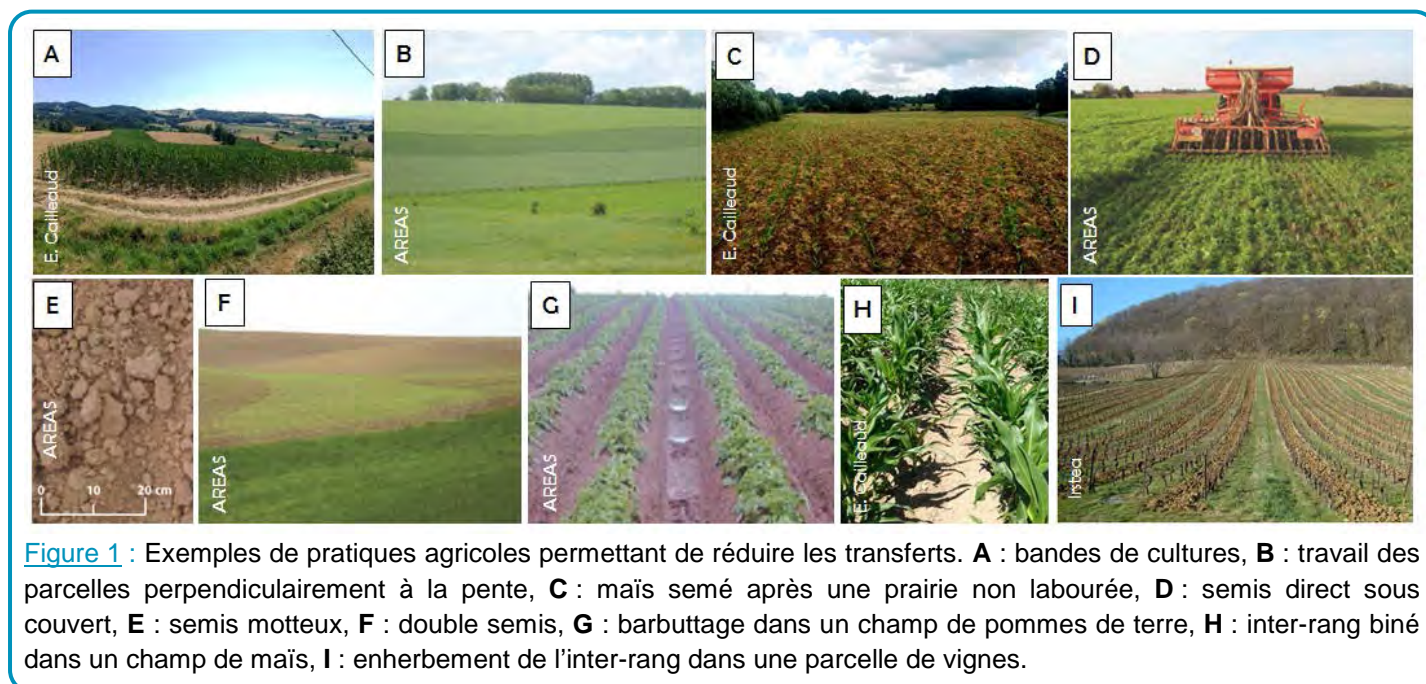 A
B
C
D
E. Cailleaud
AREAS
E. Cailleaud
AREAS
E
F
G
H
I
AREAS
0 10 20 cm
AREAS
AREAS
E. Cailleaud
Irstea
Figure 1 : Exemples de pratiques agricoles permettant de réduire les transferts. A : bandes de cultures, B : travail des
parcelles perpendiculairement à la pente, C : maïs semé après une prairie non labourée, D : semis direct sous
couvert, E : semis motteux, F : double semis, G : barbuttage dans un champ de pommes de terre, H : inter-rang biné
dans un champ de maïs, I : enherbement de l'inter-rang dans une parcelle de vignes.